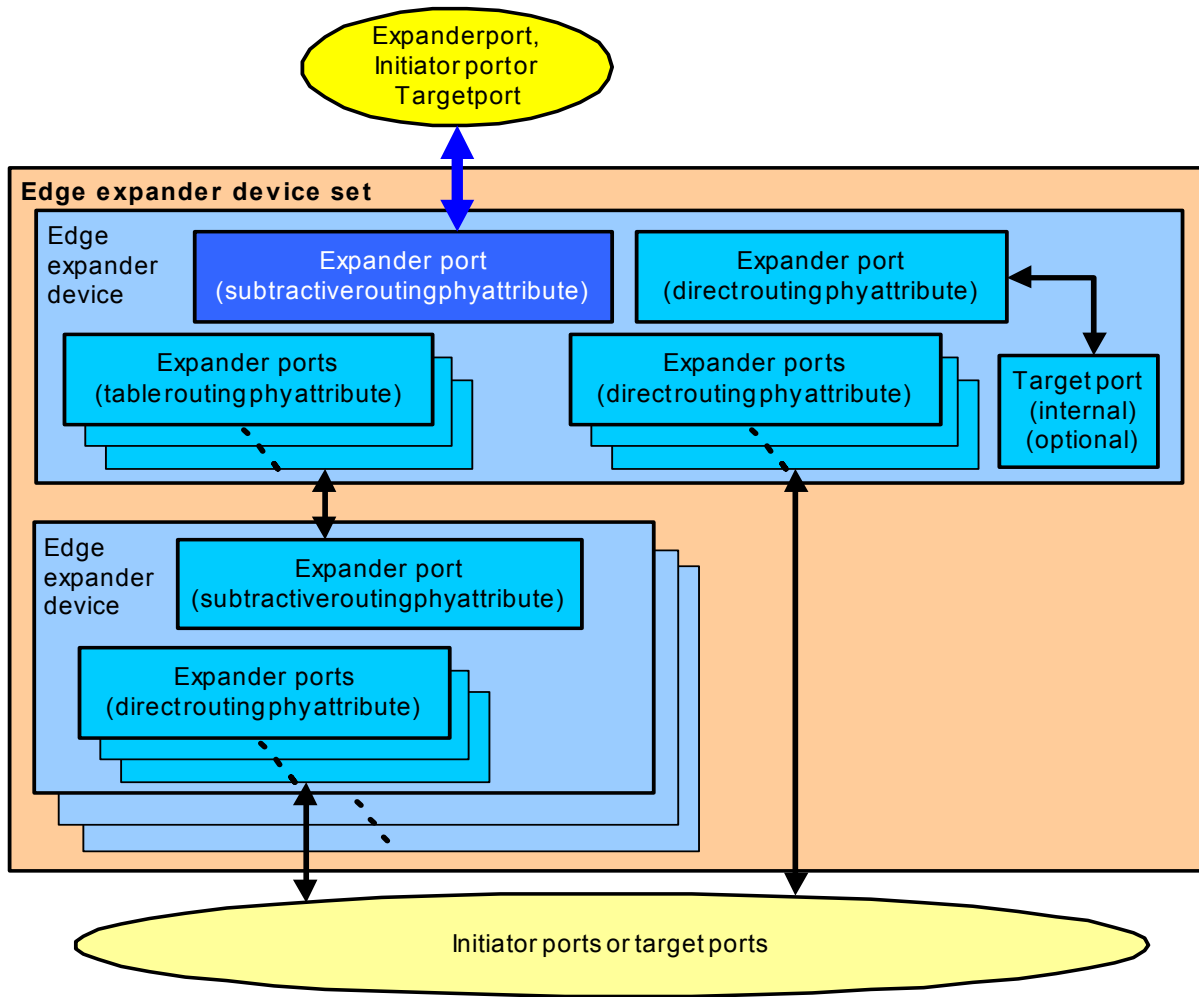 Expanderport,
Initiator port or
Targetport
Edge expander device set
Edge
expander
device
Expander port
(subtractiveroutingphyattribute)
Expander port
(directroutingphyattribute)
Expander ports
(tableroutingphyattribute)
Expander ports
(directroutingphyattribute)
Target port
(internal)
(optional)
Edge
expander
device
Expander port
(subtractiveroutingphyattribute)
Expander ports
(directroutingphyattribute)
Initiator ports or target ports